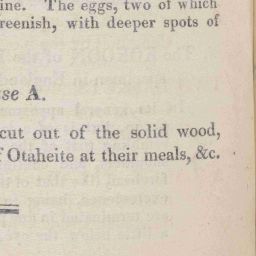 ine. The eggs, two of which
reenish, with deeper spots of
se A.
cut out of the solid wood,
f Otaheite at their meals, &c.